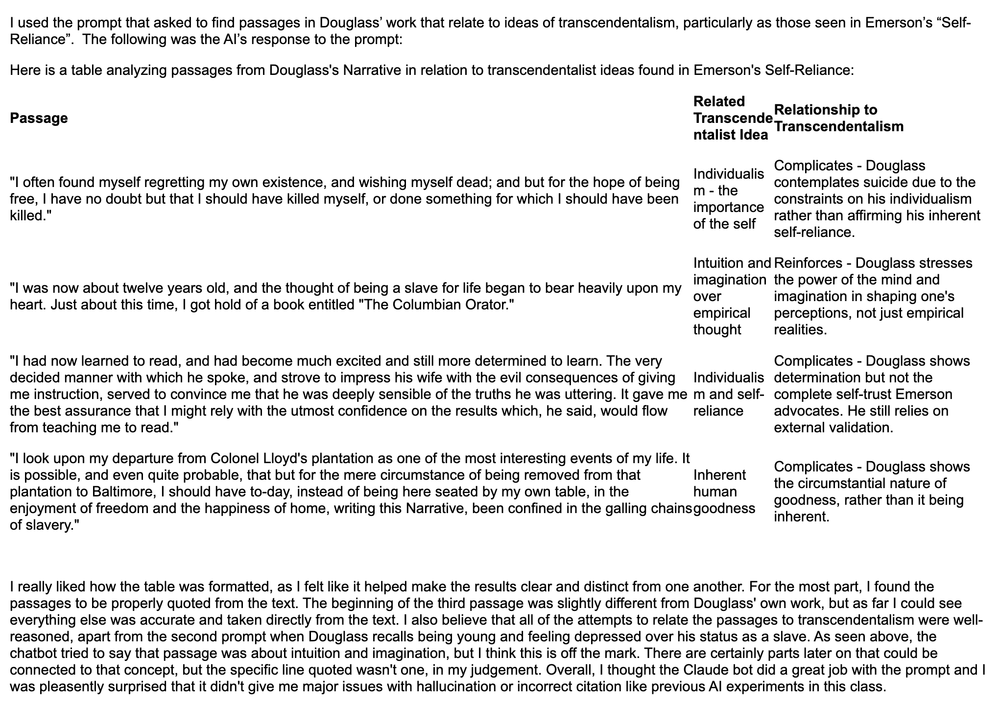 I used the prompt that asked to find passages in Douglass’ work that relate to ideas of transcendentalism, particularly as those seen in Emerson’s “Self-
Reliance”.  The following was the AI’s response to the prompt:
Here is a table analyzing passages from Douglass's Narrative in relation to transcendentalist ideas found in Emerson's Self-Reliance:
Passage
Related
Transcende
ntalist Idea
Relationship to
Transcendentalism
"I often found myself regretting my own existence, and wishing myself dead; and but for the hope of being
free, I have no doubt but that I should have killed myself, or done something for which I should have been
killed."
Individualis
m - the
importance
of the self
Complicates - Douglass
contemplates suicide due to the
constraints on his individualism
rather than affirming his inherent
self-reliance.
"I was now about twelve years old, and the thought of being a slave for life began to bear heavily upon my
heart. Just about this time, I got hold of a book entitled "The Columbian Orator."
Intuition and
imagination
over
empirical
thought
Reinforces - Douglass stresses
the power of the mind and
imagination in shaping one's
perceptions, not just empirical
realities.
"I had now learned to read, and had become much excited and still more determined to learn. The very
decided manner with which he spoke, and strove to impress his wife with the evil consequences of giving
me instruction, served to convince me that he was deeply sensible of the truths he was uttering. It gave me
the best assurance that I might rely with the utmost confidence on the results which, he said, would flow
from teaching me to read."
Individualis
m and self-
reliance
Complicates - Douglass shows
determination but not the
complete self-trust Emerson
advocates. He still relies on
external validation.
"I look upon my departure from Colonel Lloyd's plantation as one of the most interesting events of my life. It
is possible, and even quite probable, that but for the mere circumstance of being removed from that
plantation to Baltimore, I should have to-day, instead of being here seated by my own table, in the
enjoyment of freedom and the happiness of home, writing this Narrative, been confined in the galling chains
of slavery."
Inherent
human
goodness
Complicates - Douglass shows
the circumstantial nature of
goodness, rather than it being
inherent.
I really liked how the table was formatted, as I felt like it helped make the results clear and distinct from one another. For the most part, I found the
passages to be properly quoted from the text. The beginning of the third passage was slightly different from Douglass' own work, but as far I could see
everything else was accurate and taken directly from the text. I also believe that all of the attempts to relate the passages to transcendentalism were well-
reasoned, apart from the second prompt when Douglass recalls being young and feeling depressed over his status as a slave. As seen above, the
chatbot tried to say that passage was about intuition and imagination, but I think this is off the mark. There are certainly parts later on that could be
connected to that concept, but the specific line quoted wasn't one, in my judgement. Overall, I thought the Claude bot did a great job with the prompt and I
was pleasently surprised that it didn't give me major issues with hallucination or incorrect citation like previous AI experiments in this class.